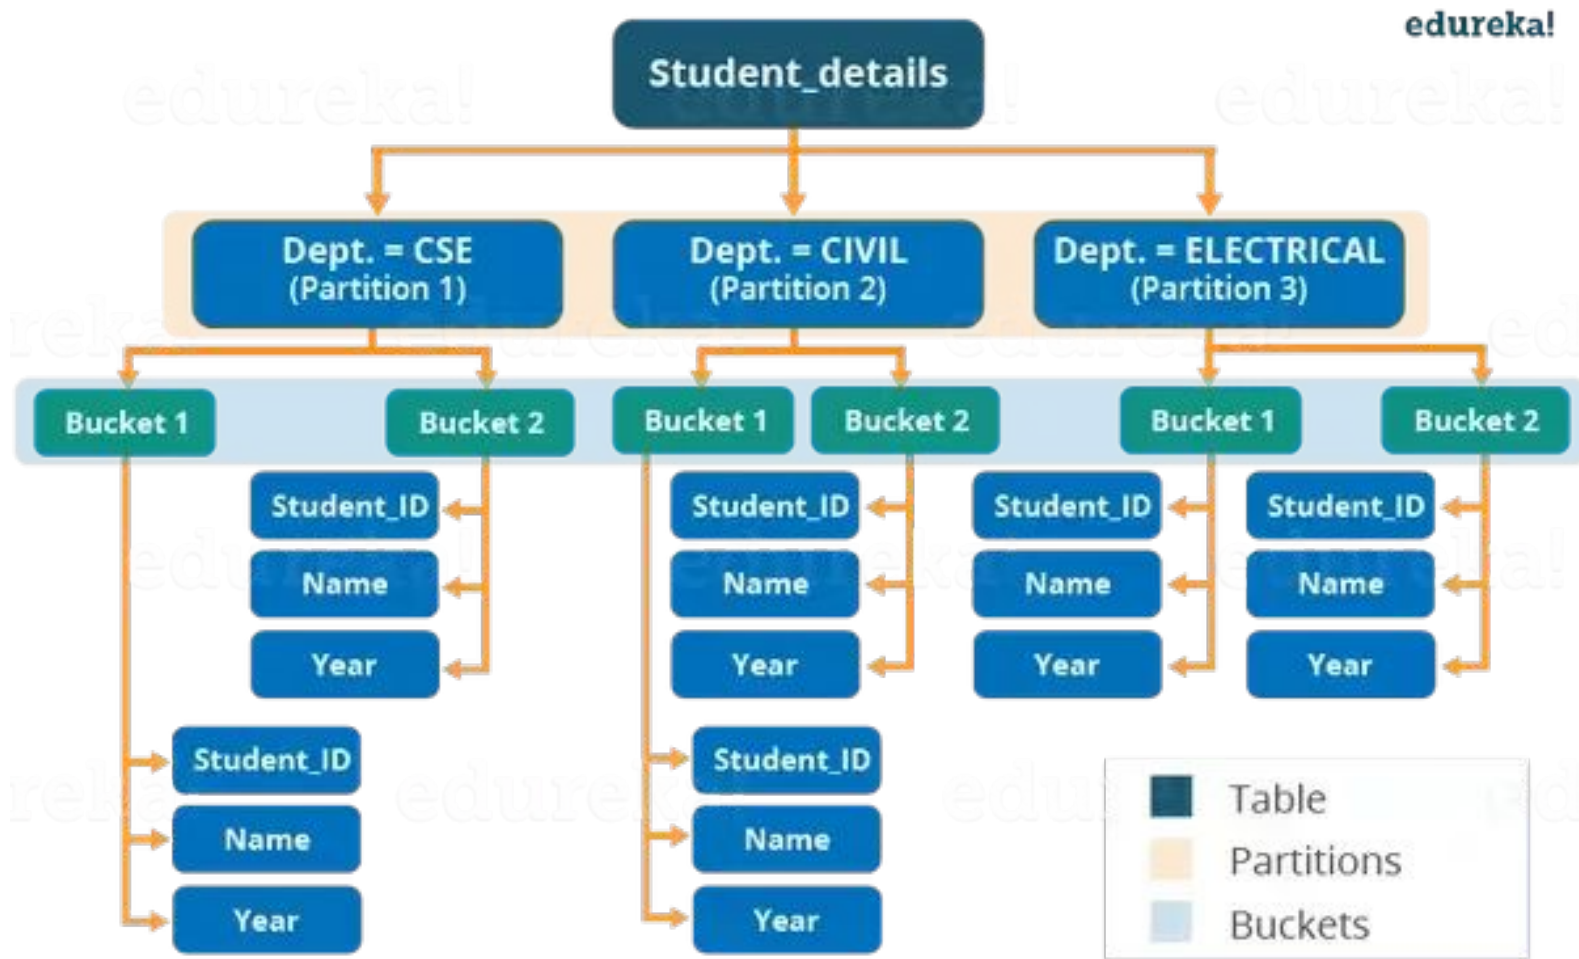 edureka!
Student_details
Dept. = CSE
(Partition 1)
Dept. = CIVIL
(Partition 2)
Dept. = ELECTRICAL
(Partition 3)
Bucket 1
Bucket 2
Bucket 1
Bucket 2
Bucket 1
Bucket 2
Student_ID
Student_ID
Student_ID
Student_ID
Name
Name
Name
Name
Year
Year
Year
Year
Student_ID
Student_ID
Name
Name
Year
Year
Table
Partitions
Buckets